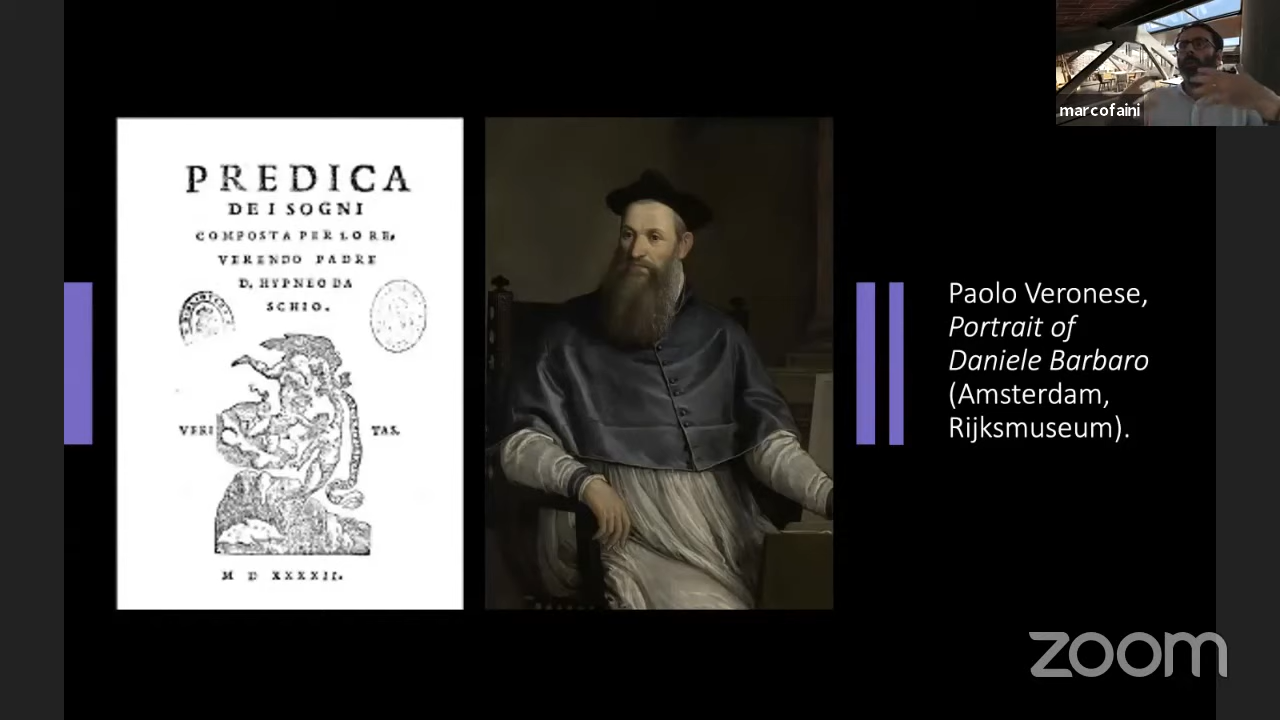 marcofaini
PREDICA
DE I SOGNI
COMPOSTA PER LO RE,
VERENDO PADRE
D. HYPNEO DA
SCHIO.
VERI TAS.
M D XXXXII.
Paolo Veronese,
Portrait of
Daniele Barbaro
(Amsterdam,
Rijksmuseum).
zoom